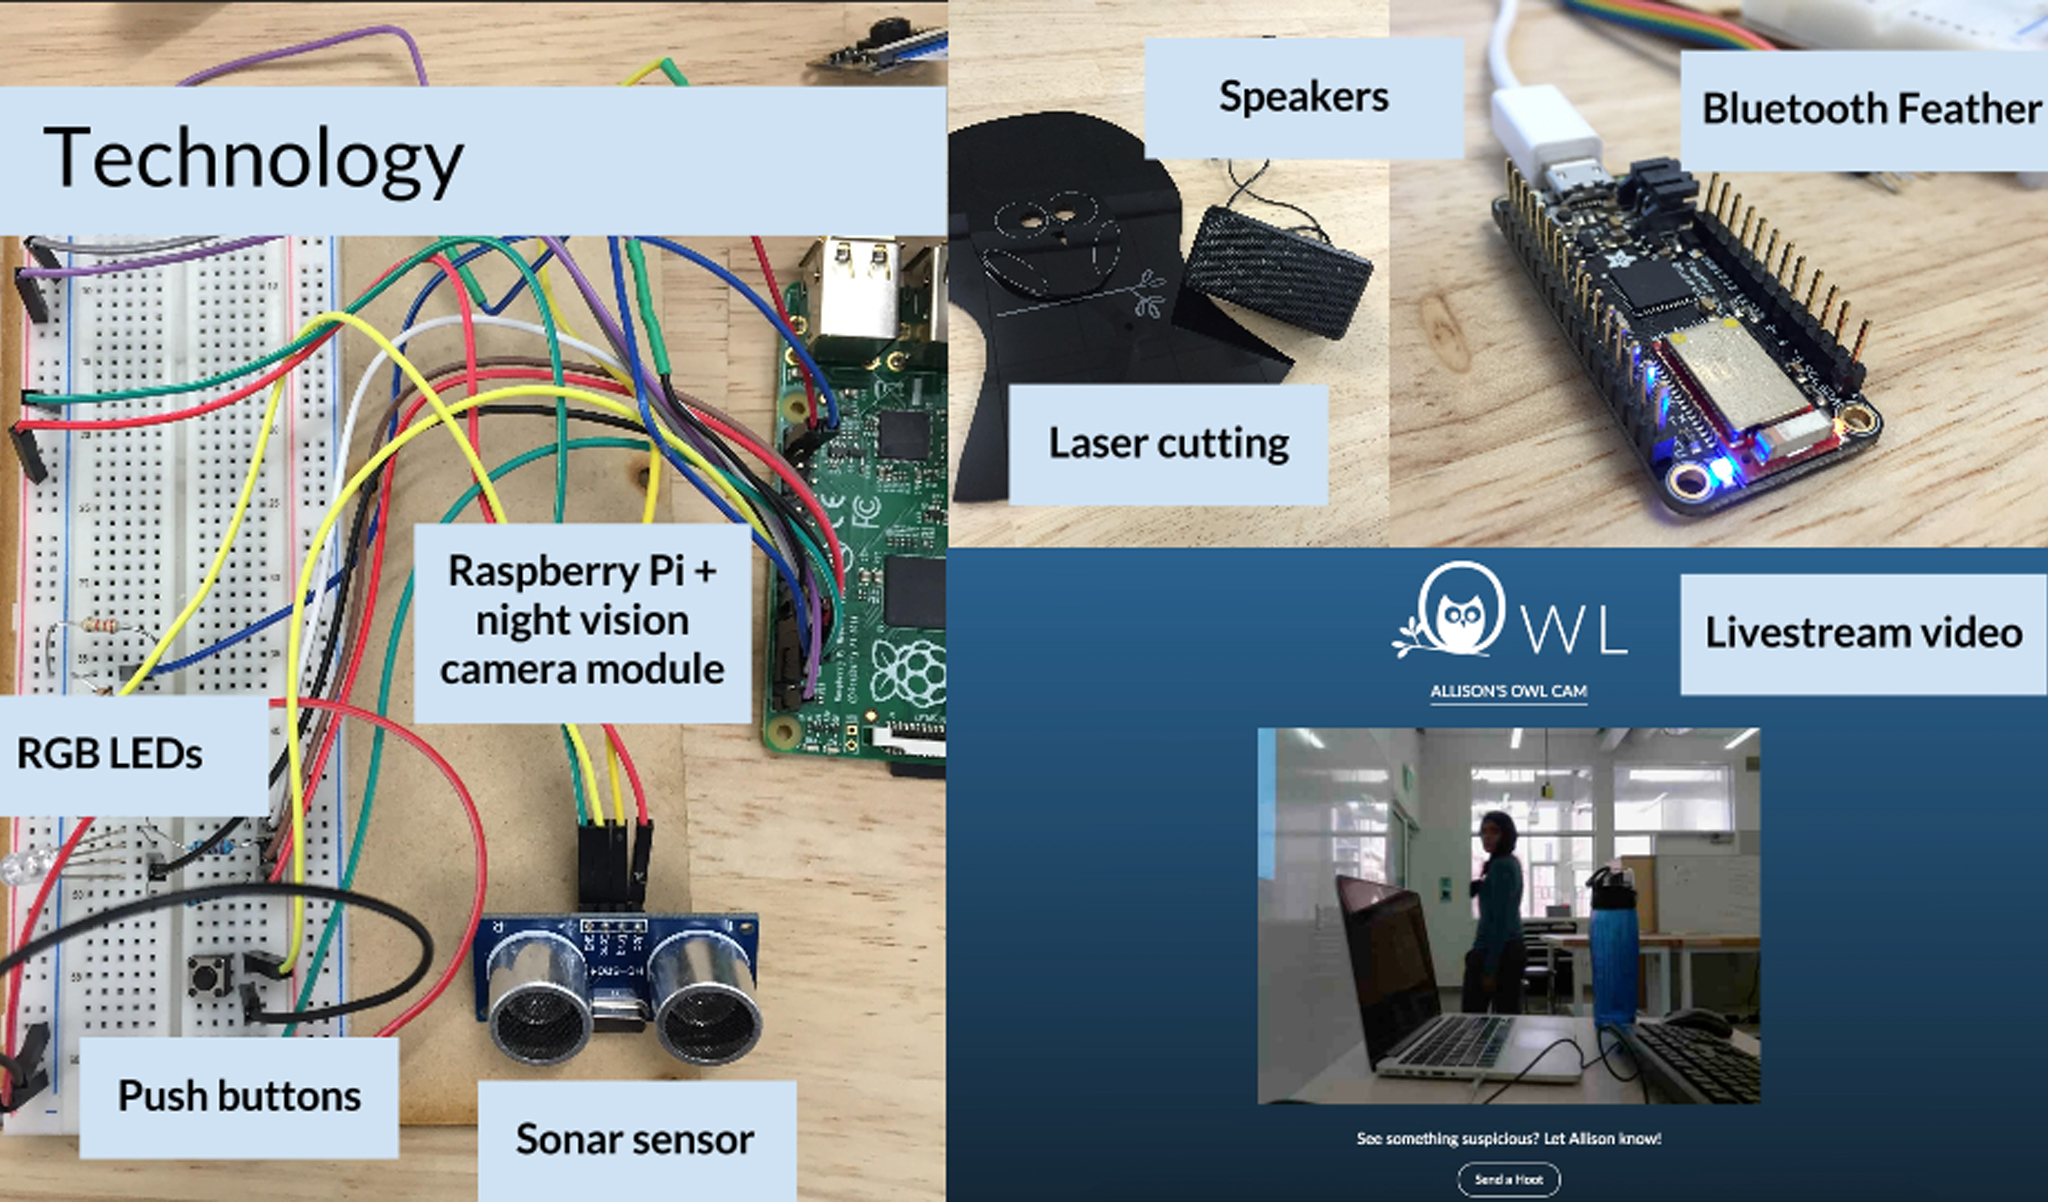 Technology
Speakers
Bluetooth Feather
Laser cutting
Raspberry Pi +
night vision
camera module
RGB LEDs
Push buttons
Sonar sensor
WL
Livestream video
ALLISON'S OWL CAM
See something suspicious? Let Allison know!
Send a Hoot